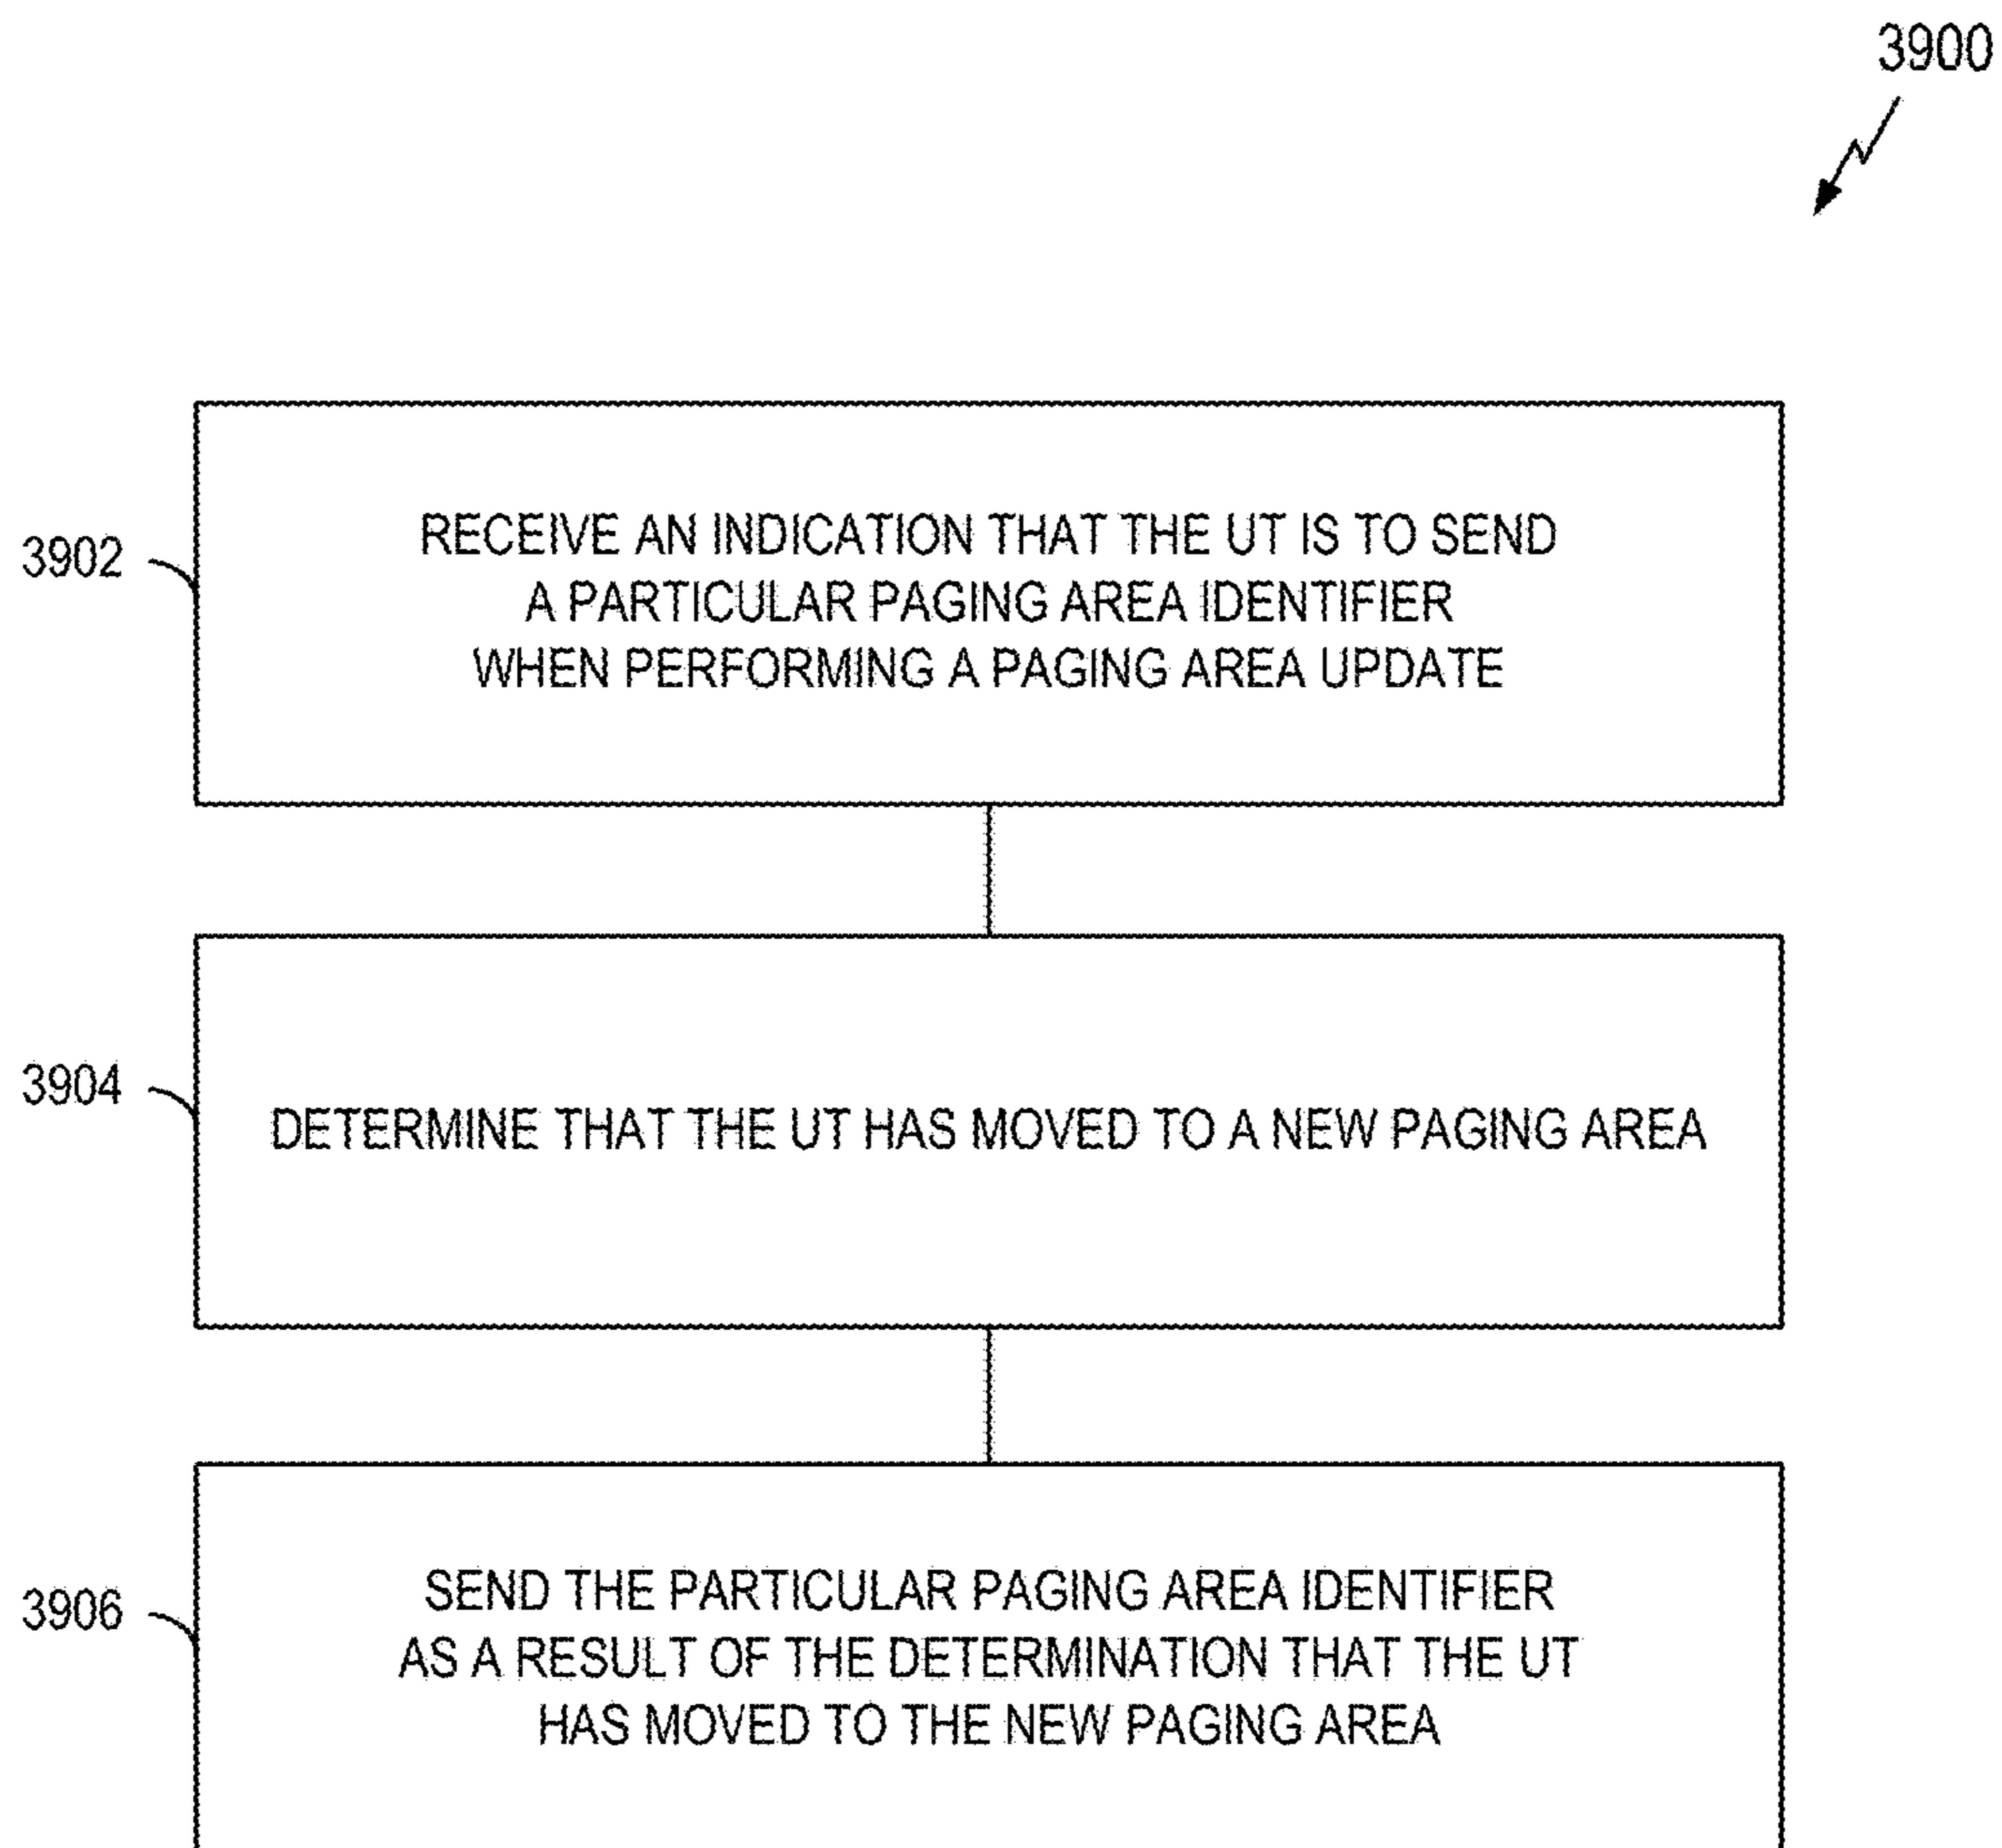 3900
3902
RECEIVE AN INDICATION THAT THE UT IS TO SEND
A PARTICULAR PAGING AREA IDENTIFIER
WHEN PERFORMING A PAGING AREA UPDATE
3904
DETERMINE THAT THE UT HAS MOVED TO A NEW PAGING AREA
3906
SEND THE PARTICULAR PAGING AREA IDENTIFIER
AS A RESULT OF THE DETERMINATION THAT THE UT
HAS MOVED TO THE NEW PAGING AREA